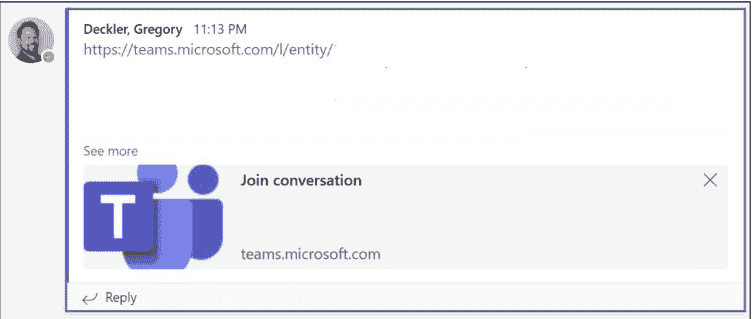 Deckler, Gregory 11:13 PM
https://teams.microsoft.com/l/entity/
See more
T
Join conversation
teams.microsoft.com
Reply